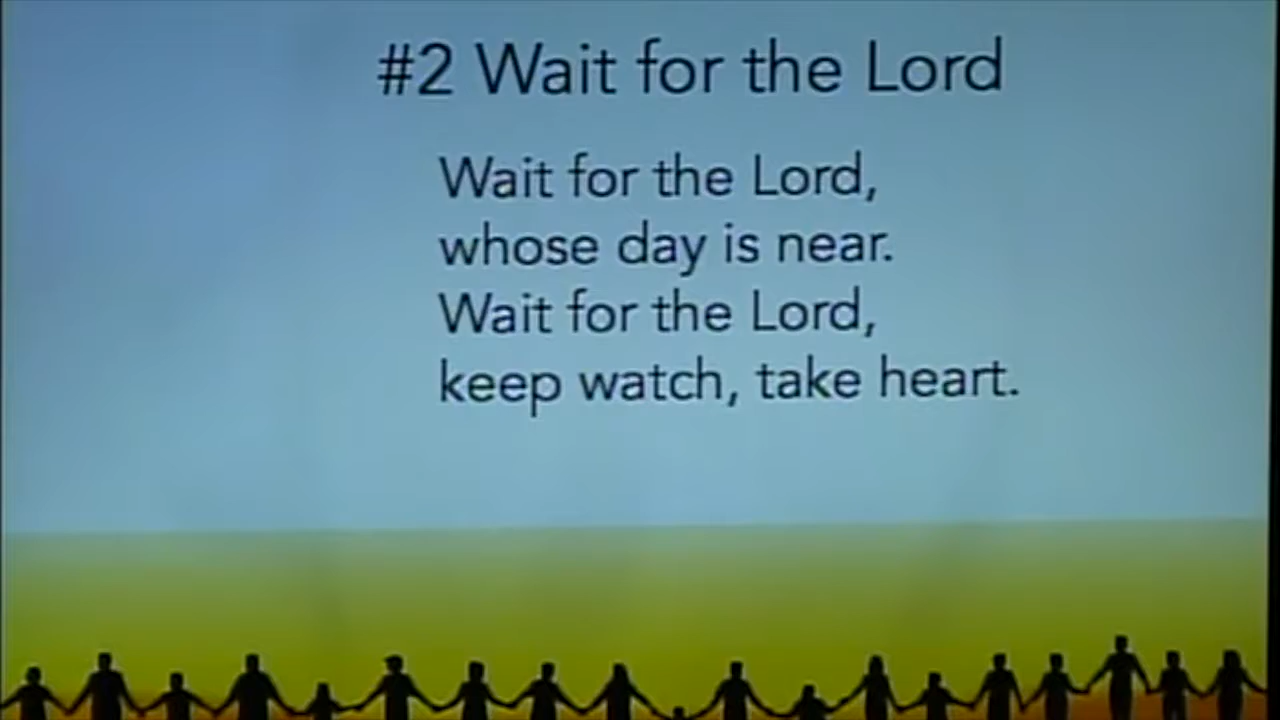 #2 Wait for the Lord
Wait for the Lord,
whose day is near.
Wait for the Lord,
keep watch, take heart.